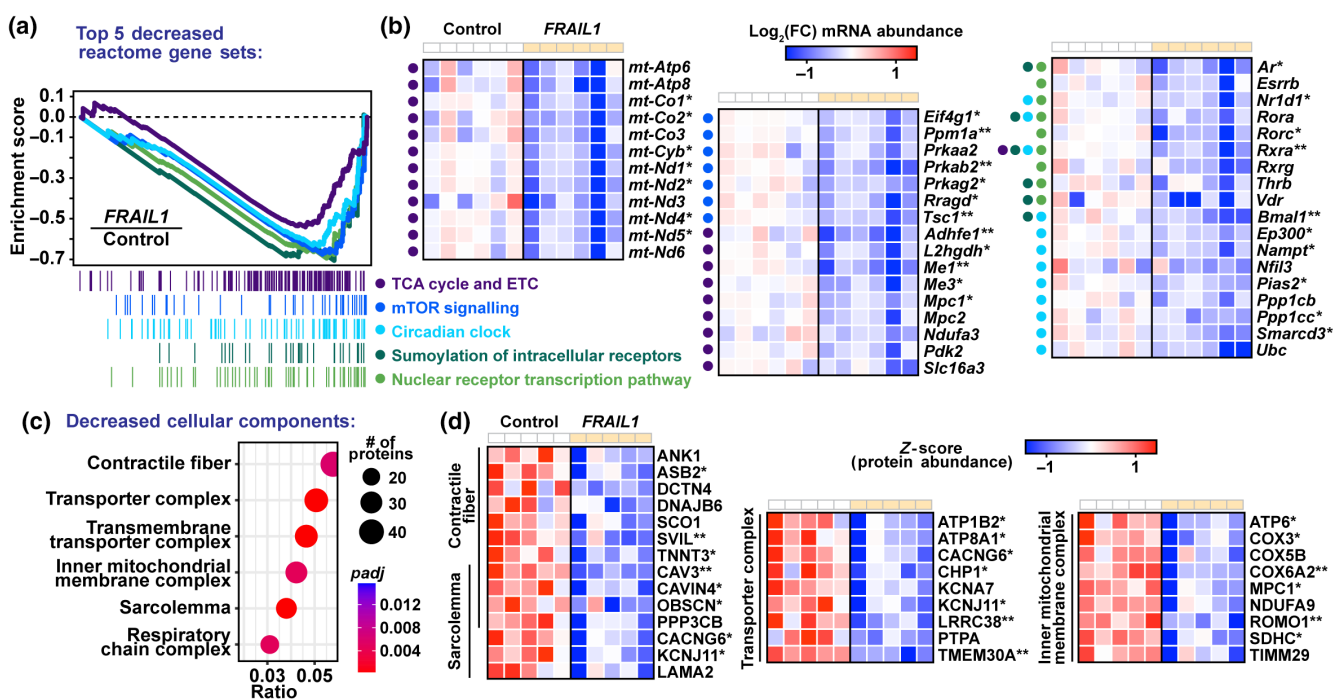 (a)
Top 5 decreased
reactome gene sets:
Enrichment score
0.1
0.0
−0.1
−0.3
−0.5
−0.7
FRAIL1
Control
TCA cycle and ETC
mTOR signalling
Circadian clock
Sumoylation of intracellular receptors
Nuclear receptor transcription pathway
(b)
Control
FRAIL1
mt-Atp6
mt-Atp8
mt-Co1*
mt-Co2*
mt-Co3
mt-Cyb*
mt-Nd1*
mt-Nd2*
mt-Nd3
mt-Nd4*
mt-Nd5*
mt-Nd6
Log2(FC) mRNA abundance
−1
1
Eif4g1*
Ppm1a**
Prkaa2
Prkab2**
Prkag2*
Rragd*
Tsc1**
Adhfe1**
L2hgdh*
Me1**
Me3*
Mpc1*
Mpc2
Ndufa3
Pdk2
Slc16a3
Ar*
Esrrb
Nr1d1*
Rora
Rorc*
Rxra**
Rxrg
Thrb
Vdr
Bmal1**
Ep300*
Nampt*
Nfil3
Pias2*
Ppp1cb
Ppp1cc*
Smarcd3*
Ubc
(c)
Decreased cellular components:
Contractile fiber
Transporter complex
Transmembrane
transporter complex
Inner mitochondrial
membrane complex
Sarcolemma
Respiratory
chain complex
0.03
0.05
Ratio
# of
proteins
20
30
40
padj
0.012
0.008
0.004
(d)
Control
FRAIL1
Contractile
fiber
Sarcolemma
ANK1
ASB2*
DCTN4
DNAJB6
SCO1
SVIL**
TNNT3*
CAV3**
CAVIN4*
OBSCN*
PPP3CB
CACNG6*
KCNJ11*
LAMA2
Z-score
(protein abundance)
−1
1
Transporter complex
ATP1B2*
ATP8A1*
CACNG6*
CHP1*
KCNA7
KCNJ11*
LRRC38**
PTPA
TMEM30A**
Inner mitochondrial
membrane complex
ATP6*
COX3*
COX5B
COX6A2**
MPC1*
NDUFA9
ROMO1**
SDHC*
TIMM29